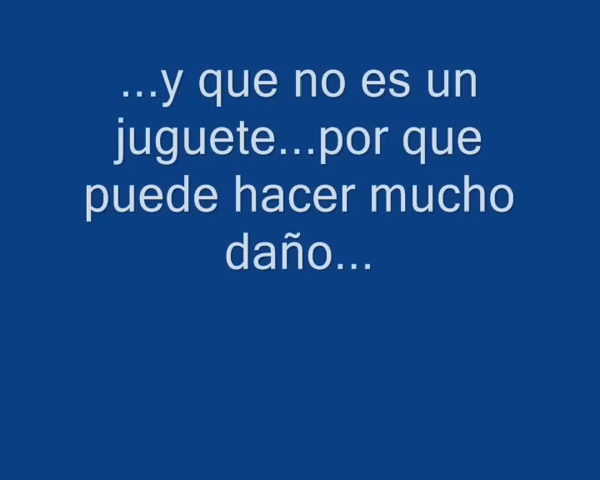 ...y que no es un
juguete...por que
puede hacer mucho
daño...